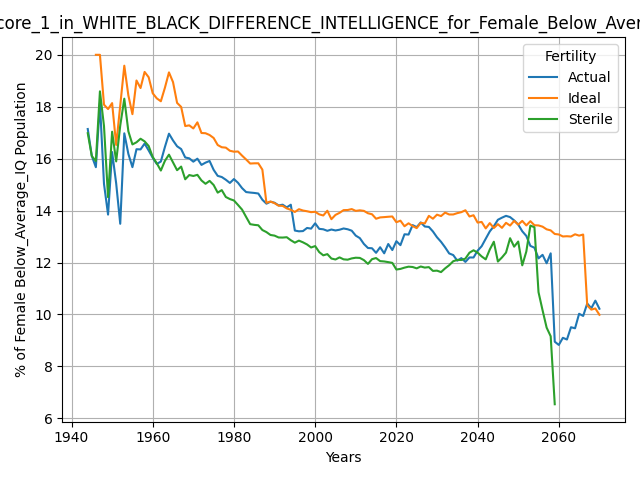 core_1_in_WHITE_BLACK_DIFFERENCE_INTELLIGENCE_for_Female_Below_Aver
% of Female Below_Average_IQ Population
20
18
16
14
12
10
8
6
1940
1960
1980
2000
2020
2040
2060
Years
Fertility
Actual
Ideal
Sterile